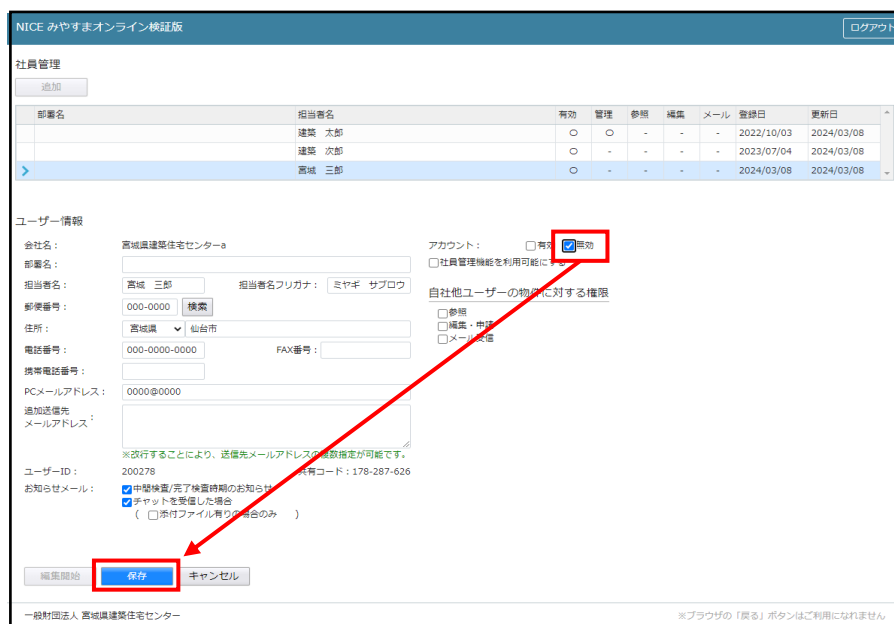 NICE みやすまオンライン検証版 ログアウト
社員管理
追加
部署名 担当者名 有効 管理 参照 編集 メール 登録日 更新日
建築 太郎 ○ ○ - - - 2022/10/03 2024/03/08
建築 次郎 ○ - - - - 2023/07/04 2024/03/08
宮城 三郎 ○ - - - - 2024/03/08 2024/03/08
ユーザー情報
会社名: 宮城県建築住宅センターa アカウント: 有効 無効
部署名: 社員管理機能を利用可能にする
担当者名: 宮城 三郎 担当者名フリガナ: ミヤギ サブロウ
自社他ユーザーの物件に対する権限
郵便番号: 000-0000 検索 参照
編集・申請
住所: 宮城県 仙台市
メール受信
電話番号: 000-0000-0000 FAX番号:
携帯電話番号:
PCメールアドレス: 0000@0000
追加送信先
メールアドレス:
※改行することにより、送信先メールアドレスの複数指定が可能です。
ユーザーID: 200278 共有コード:178-287-626
お知らせメール: 中間検査/完了検査時期のお知らせ
チャットを受信した場合
( 添付ファイル有りの場合のみ )
編集開始 保存 キャンセル
一般財団法人 宮城県建築住宅センター ※ブラウザの「戻る」ボタンはご利用になれません